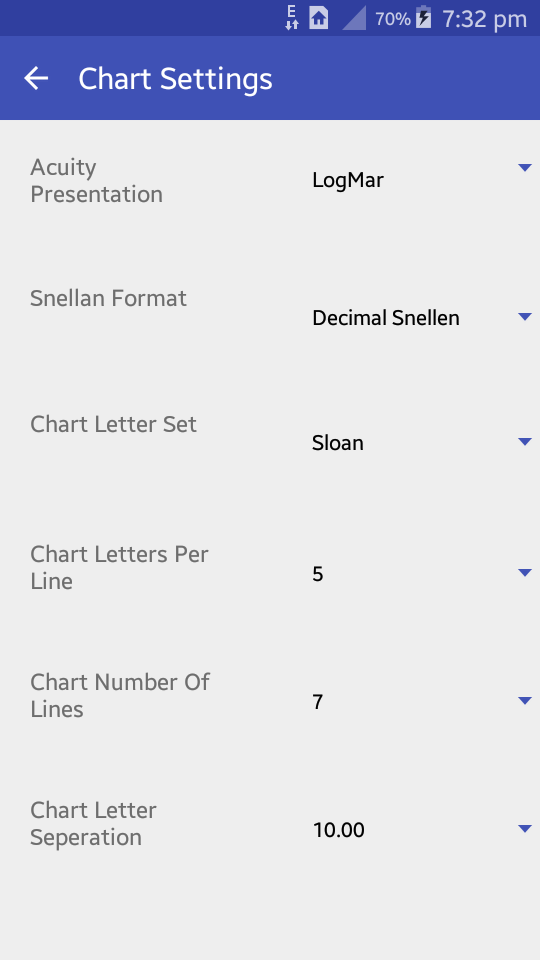 E 70% 7:32 pm
Chart Settings
Acuity
Presentation
LogMar
Snellan Format
Decimal Snellen
Chart Letter Set
Sloan
Chart Letters Per
Line
5
Chart Number Of
Lines
7
Chart Letter
Seperation
10.00